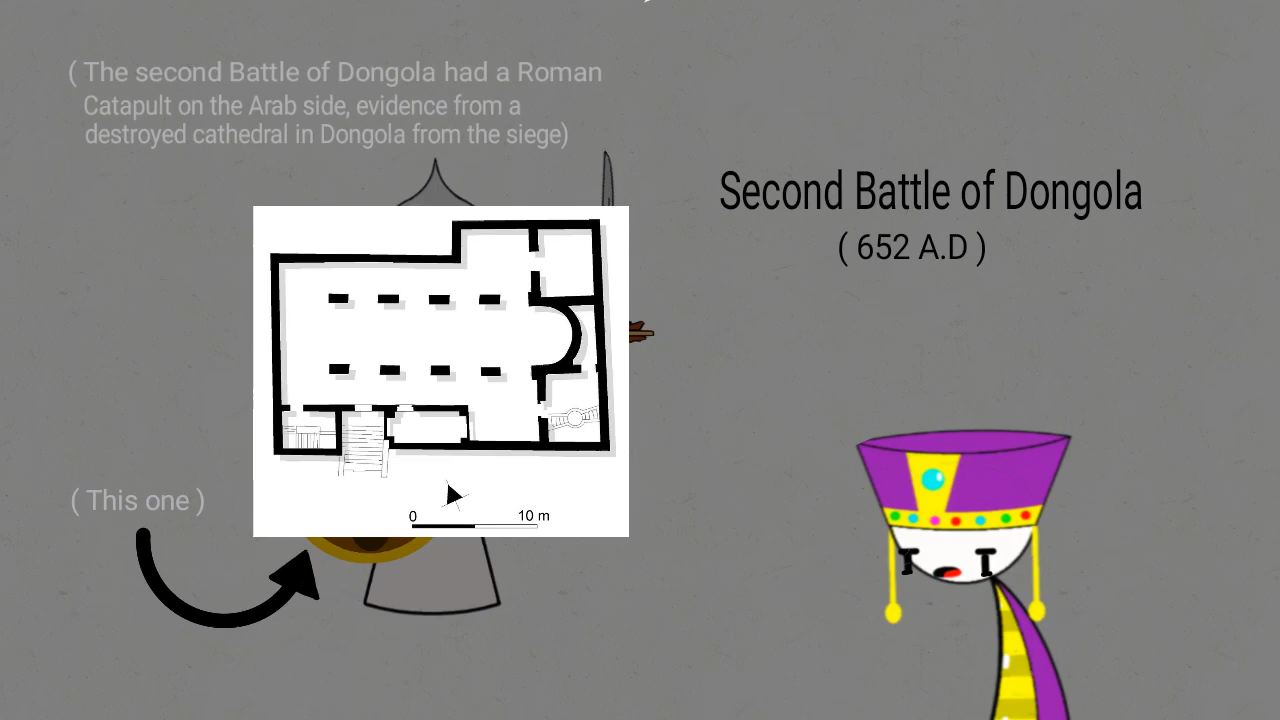 ( The second Battle of Dongola had a Roman
Catapult on the Arab side, evidence from a
destroyed cathedral in Dongola from the siege)
Second Battle of Dongola
( 652 A.D )
( This one )
0 10 m